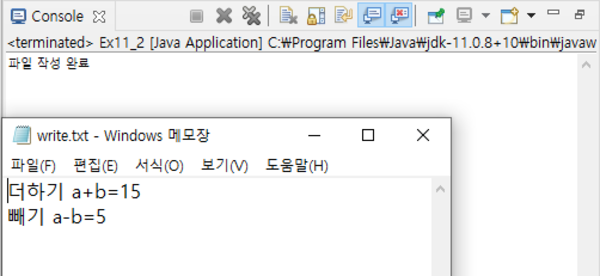 Console
<terminated> Ex11_2 [Java Application] C:₩Program Files₩Java₩jdk-11.0.8+10₩bin₩javaw
파일 작성 완료
write.txt - Windows 메모장
파일(F) 편집(E) 서식(O) 보기(V) 도움말(H)
더하기 a+b=15
빼기 a-b=5